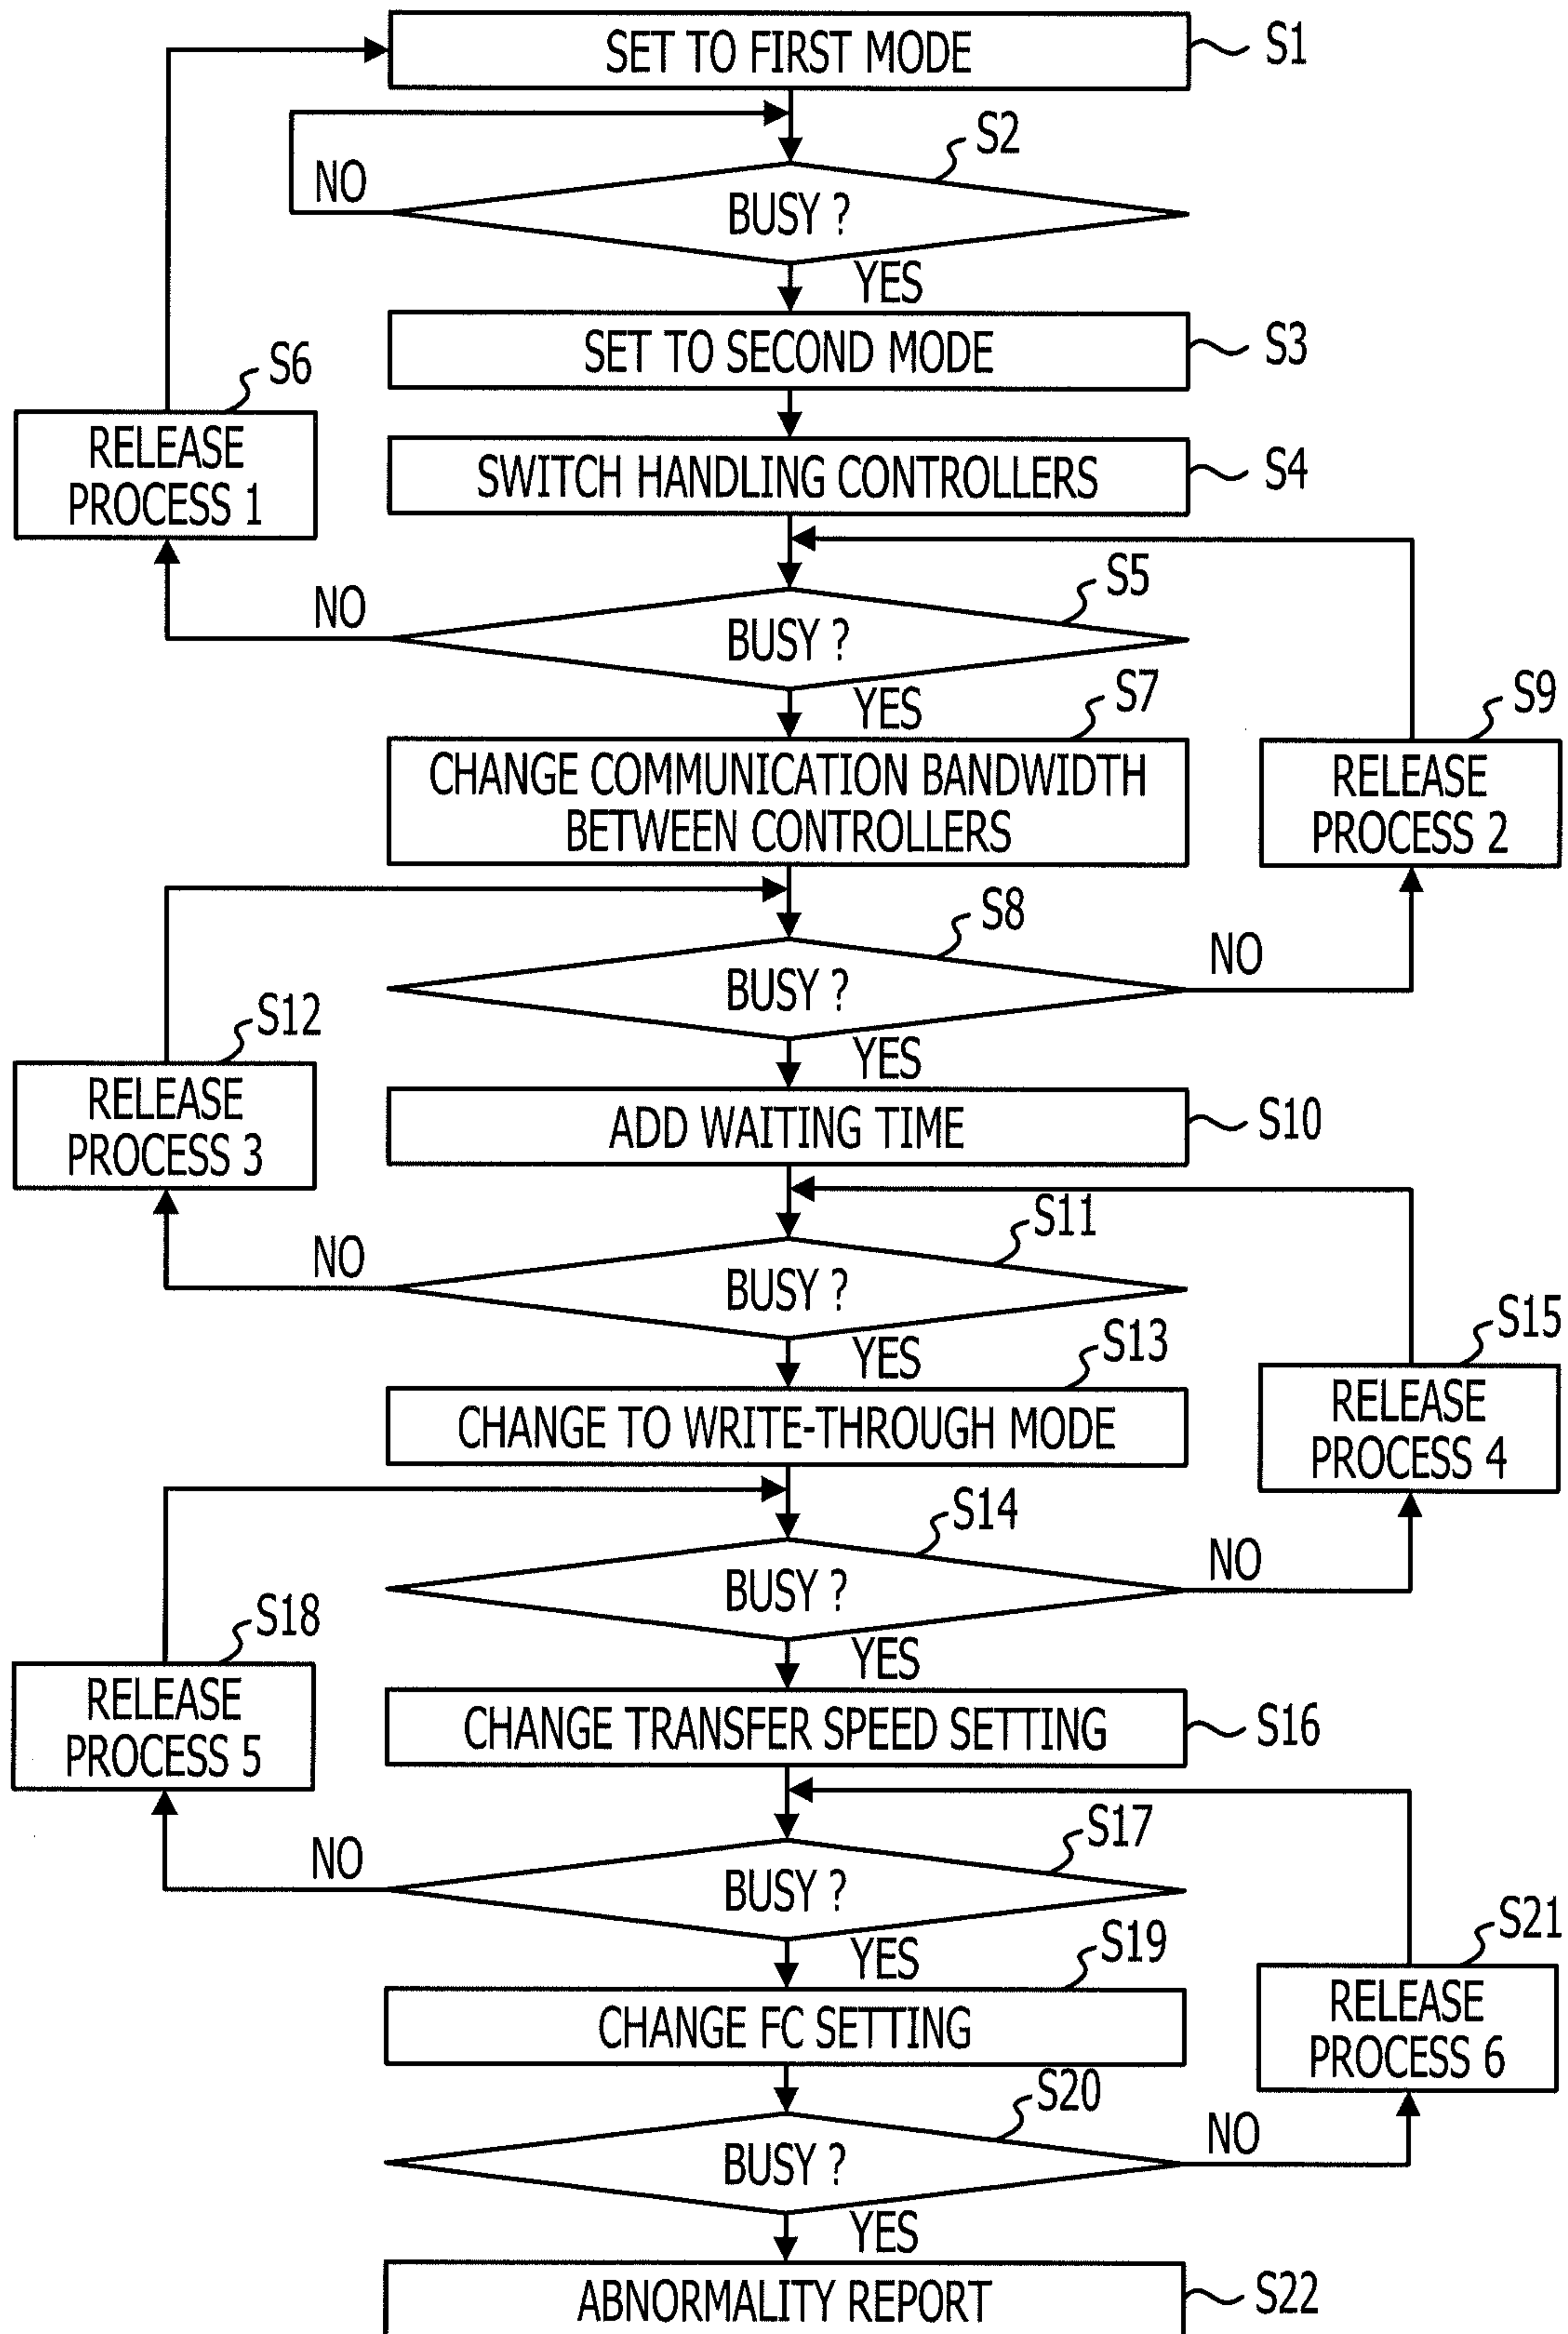 SET TO FIRST MODE
S1
S2
NO
BUSY ?
YES
SET TO SECOND MODE
S3
S6
RELEASE
PROCESS 1
SWITCH HANDLING CONTROLLERS
S4
S5
NO
BUSY ?
YES
S7
S9
CHANGE COMMUNICATION BANDWIDTH
BETWEEN CONTROLLERS
RELEASE
PROCESS 2
S8
BUSY ?
NO
YES
S12
RELEASE
PROCESS 3
ADD WAITING TIME
S10
S11
NO
BUSY ?
YES
S13
S15
CHANGE TO WRITE-THROUGH MODE
RELEASE
PROCESS 4
S14
BUSY ?
NO
YES
S18
RELEASE
PROCESS 5
CHANGE TRANSFER SPEED SETTING
S16
S17
NO
BUSY ?
YES
S19
S21
CHANGE FC SETTING
RELEASE
PROCESS 6
S20
BUSY ?
NO
YES
ABNORMALITY REPORT
S22